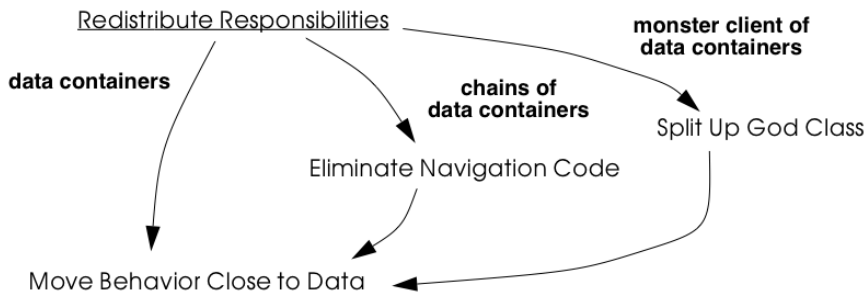 Redistribute Responsibilities
monster client of
data containers
data containers
chains of
data containers
Split Up God Class
Eliminate Navigation Code
Move Behavior Close to Data